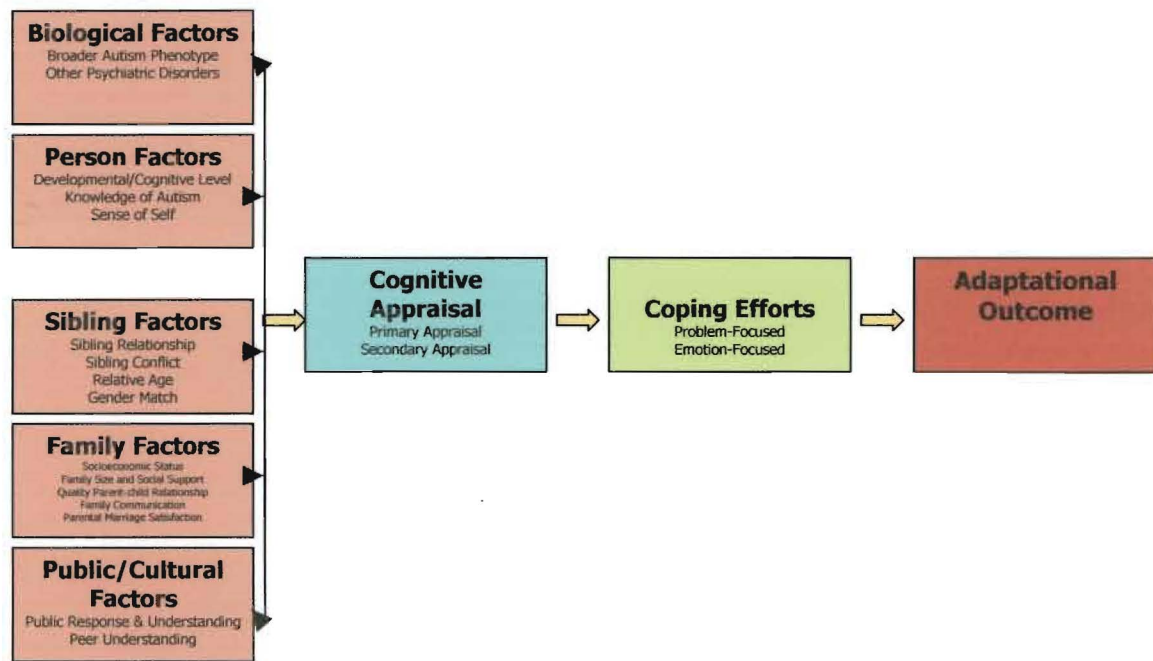 Biological Factors
Broader Autism Phenotype
Other Psychiatric Disorders
Person Factors
Developmental/Cognitive Level
Knowledge of Autism
Sense of Self
Sibling Factors
Sibling Relationship
Sibling Conflict
Relative Age
Gender Match
Family Factors
Socioeconomic Status
Family Size and Social Support
Quality Parent-child Relationship
Family Communication
Parental Marriage Satisfaction
Public/Cultural
Factors
Public Response & Understanding
Peer Understanding
Cognitive
Appraisal
Primary Appraisal
Secondary Appraisal
Coping Efforts
Problem-Focused
Emotion-Focused
Adaptational
Outcome